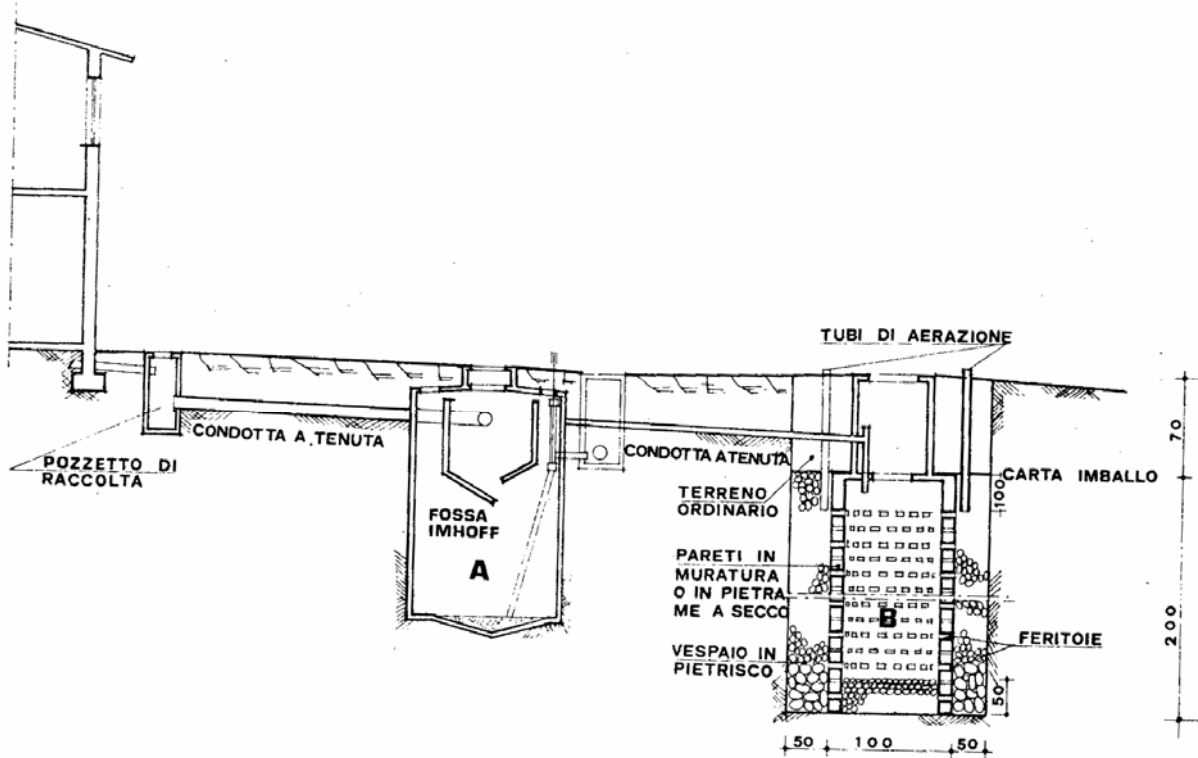 TUBI DI AERAZIONE
CONDOTTA A TENUTA
POZZETTO DI
RACCOLTA
FOSSA
IMHOFF
A
CONDOTTA A TENUTA
TERRENO
ORDINARIO
CARTA IMBALLO
100
70
PARETI IN
MURATURA
O IN PIETRA
ME A SECCO
B
VESPAIO IN
PIETRISCO
FERITOIE
200
50
50
100
50